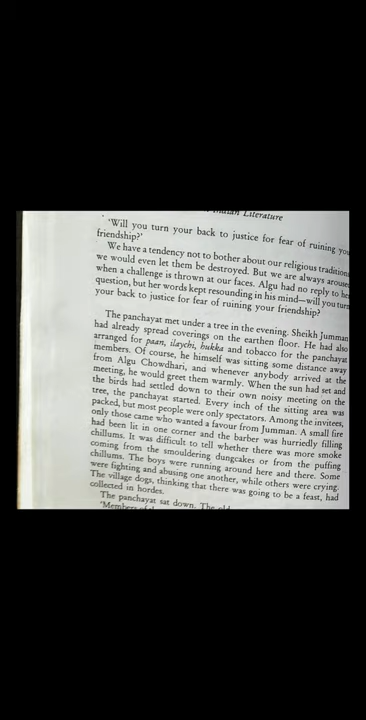 Indian Literature
'Will you turn your back to justice for fear of ruining you
friendship?'
We have a tendency not to bother about our religious traditions
we would even let them be destroyed. But we are always arouse
when a challenge is thrown at our faces. Algu had no reply to he
question, but her words kept resounding in his mind—will you turn
your back to justice for fear of ruining your friendship?
The panchayat met under a tree in the evening. Sheikh Jumman
had already spread coverings on the earthen floor. He had also
arranged for paan, ilaychi, hukka and tobacco for the panchayat
members. Of course, he himself was sitting some distance away
from Algu Chowdhari, and whenever anybody arrived at the
meeting, he would greet them warmly. When the sun had set and
the birds had settled down to their own noisy meeting on the
tree, the panchayat started. Every inch of the sitting area was
packed, but most people were only spectators. Among the invitees,
only those came who wanted a favour from Jumman. A small fire
had been lit in one corner and the barber was hurriedly filling
chillums. It was difficult to tell whether there was more smoke
coming from the smouldering dungcakes or from the puffing
chillums. The boys were running around here and there. Some
were fighting and abusing one another, while others were crying.
The village dogs, thinking that there was going to be a feast, had
collected in hordes.
The panchayat sat down. The old
'Members of